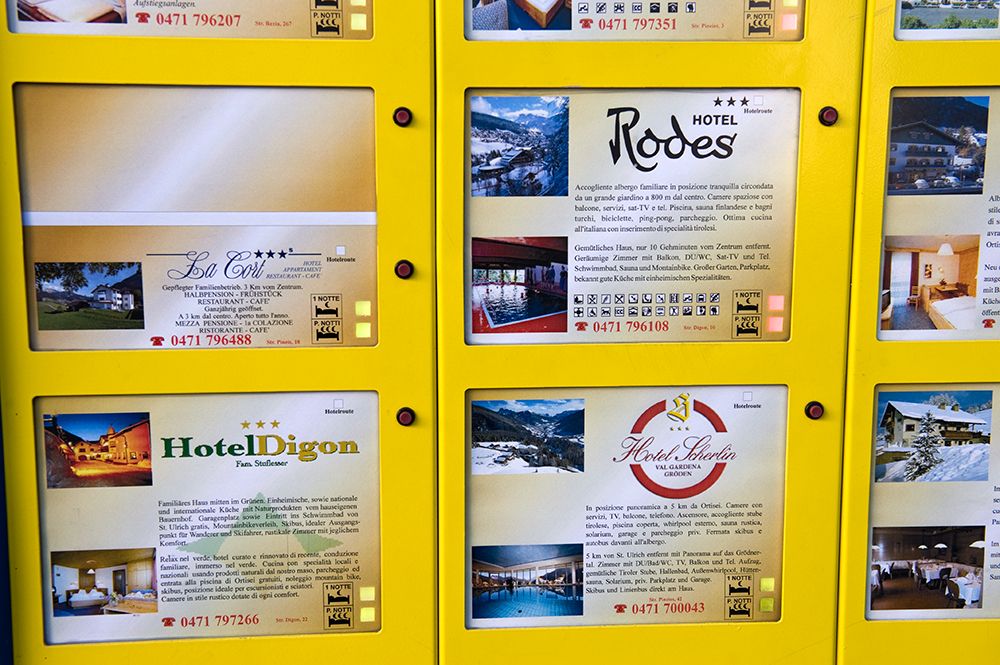 Aufstiegsanlagen.
0471 796207
Str. Rezia, 267
P. NOTTI
0471 797351
Str. Pineies, 3
P. NOTTI
La Cort
s
HOTEL
APPARTEMENT
RESTAURANT - CAFE'
Hotelroute
Gepflegter Familienbetrieb. 3 Km vom Zentrum.
HALBPENSION - FRÜHSTÜCK
RESTAURANT - CAFE'
Ganzjährig geöffnet.
A 3 km dal centro. Aperto tutto l'anno.
MEZZA PENSIONE - 1a COLAZIONE
RISTORANTE - CAFE'
0471 796488
Str. Pineis, 18
1 NOTTE
P. NOTTI
HOTEL
Rodes
Hotelroute
Accogliente albergo familiare in posizione tranquilla circondata
da un grande giardino a 800 m dal centro. Camere spaziose con
balcone, servizi, sat-TV e tel. Piscina, sauna finlandese e bagni
turchi, biciclette, ping-pong, parcheggio. Ottima cucina
all'italiana con inserimento di specialità tirolesi.
Gemütliches Haus, nur 10 Gehminuten vom Zentrum entfernt.
Geräumige Zimmer mit Balkon, DU/WC, Sat-TV und Tel.
Schwimmbad, Sauna und Montainbike. Großer Garten, Parkplatz,
bekannt gute Küche mit einheimischen Spezialitäten.
0471 796108
1 NOTTE
P. NOTTI
Hotelroute
HotelDigon
Fam. Stuflesser
Familiäres Haus mitten im Grünen. Einheimische, sowie nationale
und internationale Küche mit Naturprodukten vom hauseigenen
Bauernhof. Garagenplatz sowie Eintritt ins Schwimmbad von
St. Ulrich gratis, Mountainbikeverleih, Skibus, idealer Ausgangs-
punkt für Wanderer und Skifahrer, rustikale Zimmer mit jeglichem
Komfort.
Relax nel verde, hotel curato e rinnovato di recente, conduzione
familiare, immerso nel verde. Cucina con specialità locali e
nazionali usando prodotti naturali dal nostro maso, parcheggio ed
entrata alla piscina di Ortisei gratuiti, noleggio mountain bike,
skibus, posizione ideale per escursionisti e sciatori.
Camere in stile rustico dotate di ogni comfort.
0471 797266
Str. Digon, 22
1 NOTTE
P. NOTTI
Hotelroute
Hotel Scherlin
VAL GARDENA
GRÖDEN
In posizione panoramica a 5 km da Ortisei. Camere con
servizi, TV, balcone, telefono. Ascensore, accogliente stube
tirolese, piscina coperta, whirlpool esterno, sauna rustica,
solarium, garage e parcheggio priv. Fermata skibus e
autobus davanti all'albergo.
5 km von St. Ulrich entfernt mit Panorama auf das Grödner-
tal. Zimmer mit DU/Bad/WC, TV, Balkon und Tel. Aufzug,
gemütliche Tiroler Stube, Hallenbad, Außenwhirlpool, Hütten-
sauna, Solarium, priv. Parkplatz und Garage.
Skibus und Linienbus direkt am Haus.
0471 700043
1 NOTTE
P. NOTTI